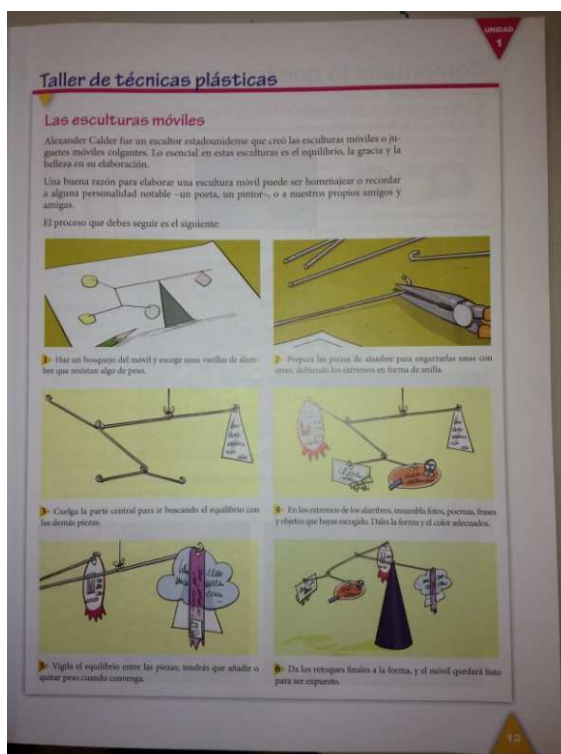 UNIDAD
1
Taller de técnicas plásticas
Las esculturas móviles
Alexander Calder fue un escultor estadounidense que creó las esculturas móviles o ju-
guetes móviles colgantes. Lo esencial en estas esculturas es el equilibrio, la gracia y la
belleza en su elaboración.
Una buena razón para elaborar una escultura móvil puede ser homenajear o recordar
a alguna personalidad notable –un poeta, un pintor–, o a nuestros propios amigos y
amigas.
El proceso que debes seguir es el siguiente:
1 Haz un bosquejo del móvil y escoge unas varillas de alam-
bre que resistan algo de peso.
2 Prepara las piezas de alambre para engarzarlas unas con
otras, doblando los extremos en forma de anilla.
3 Cuelga la parte central para ir buscando el equilibrio con
las demás piezas.
4 En los extremos de los alambres, ensambla fotos, poemas, frases
y objetos que hayas escogido. Dales la forma y el color adecuados.
5 Vigila el equilibrio entre las piezas; tendrás que añadir o
quitar peso cuando convenga.
6 Da los retoques finales a la forma, y el móvil quedará listo
para ser expuesto.
13